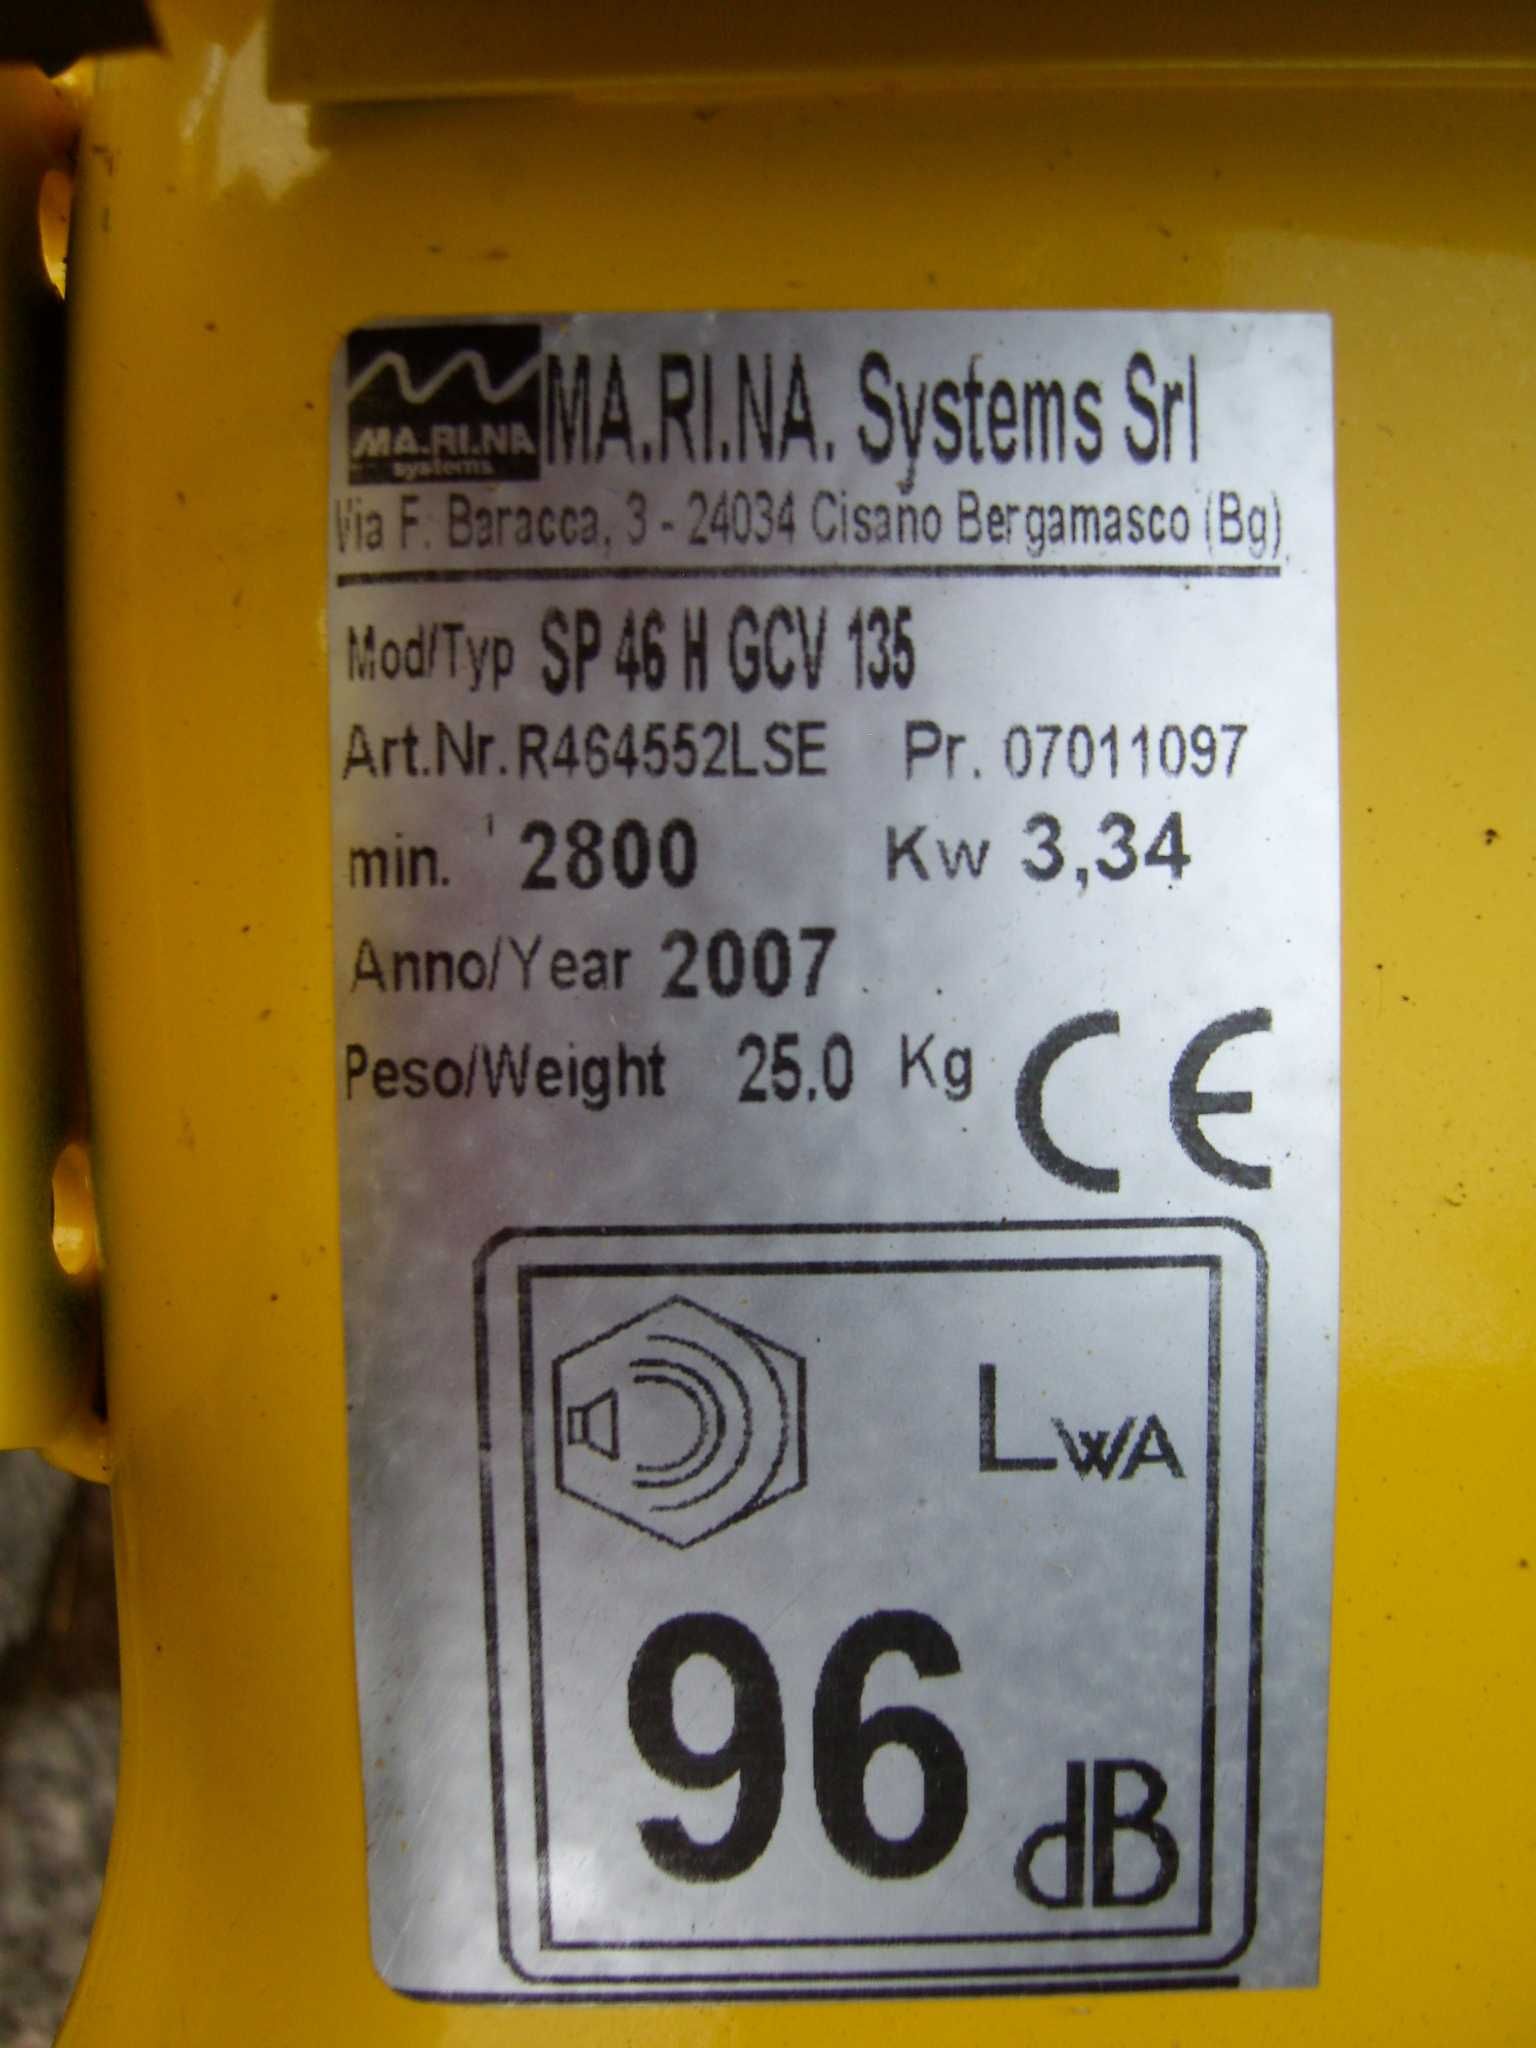 MA.RI.NA
systems
MA.RI.NA. Systems Srl
Via F. Baracca, 3 - 24034 Cisano Bergamasco (Bg)
Mod/Typ SP 46 H GCV 135
Art.Nr. R464552LSE Pr. 07011097
min. ' 2800 Kw 3,34
Anno/Year 2007
Peso/Weight 25.0 Kg
CE
LWA
96 dB